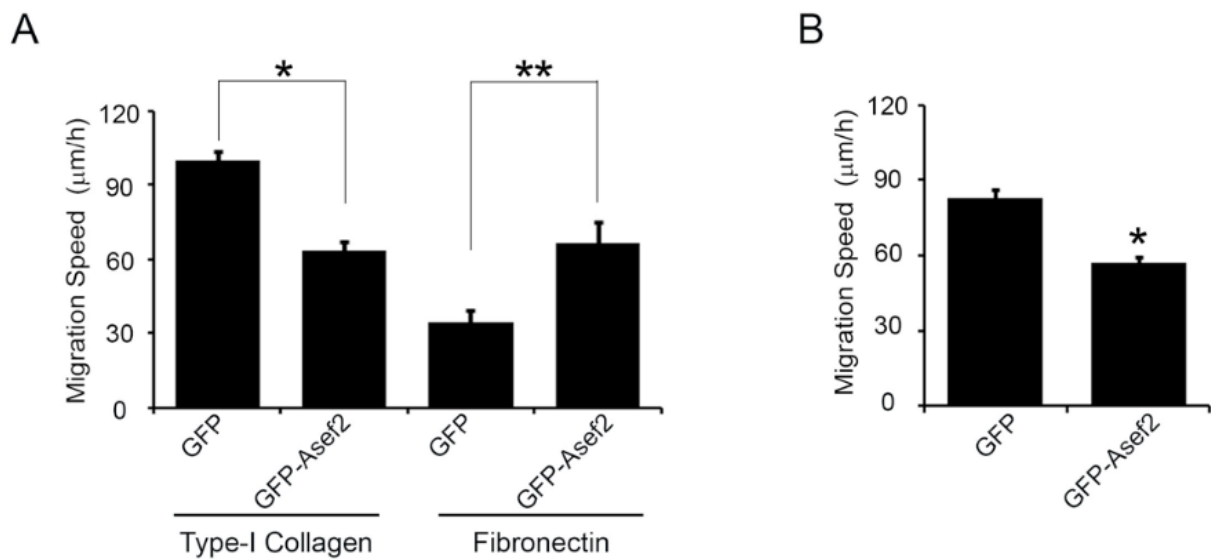 A
B
*
**
120
90
60
30
0
Migration Speed (μm/h)
GFP
GFP-Asef2
GFP
GFP-Asef2
Type-I Collagen
Fibronectin
120
90
60
30
0
Migration Speed (μm/h)
*
GFP
GFP-Asef2